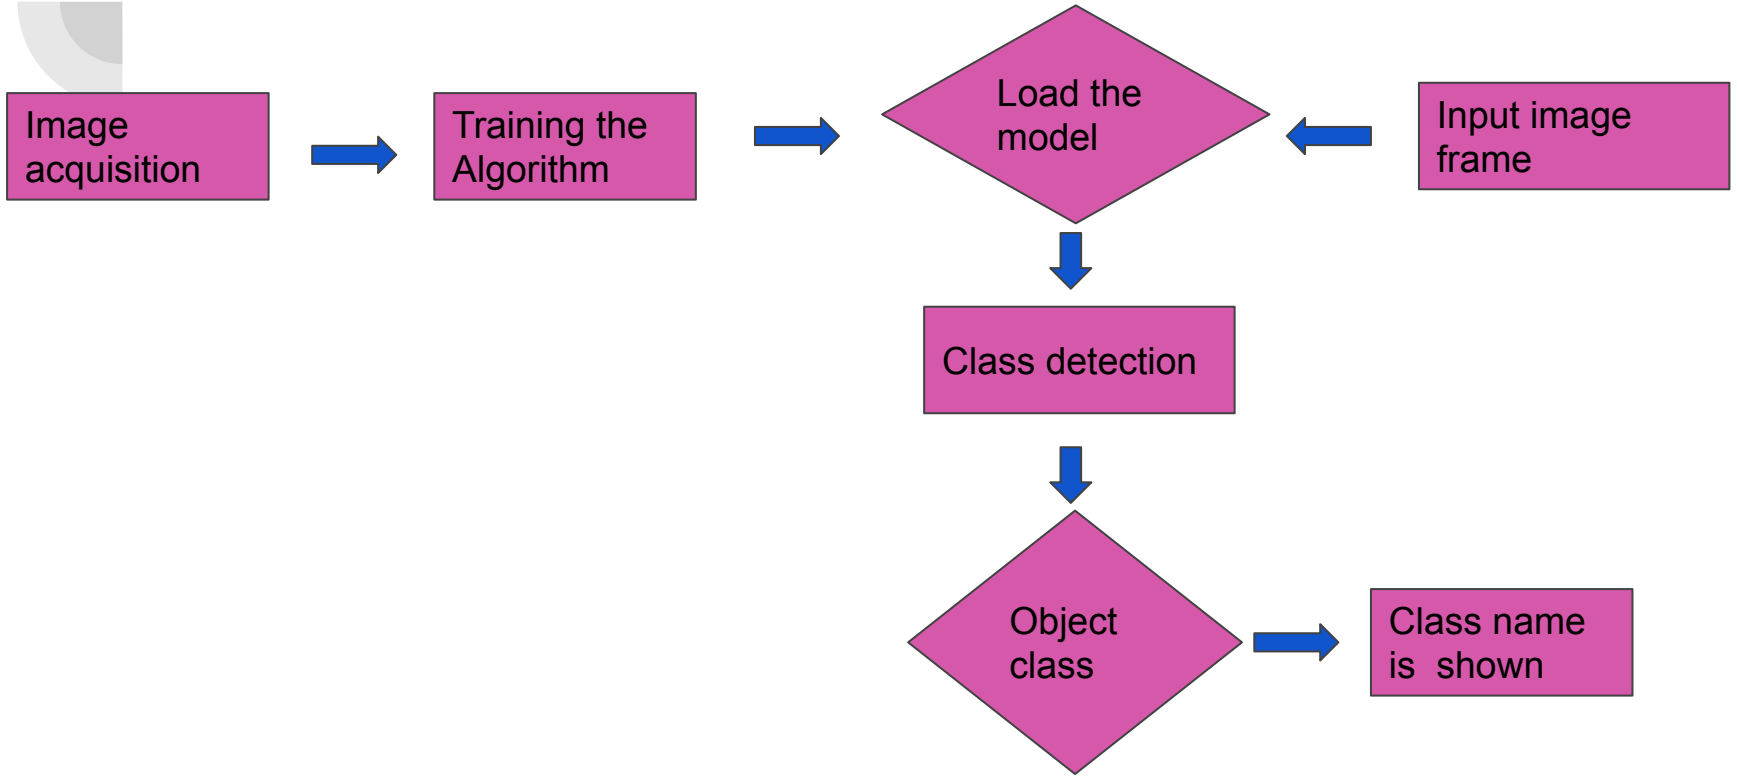 Image
acquisition
Training the
Algorithm
Load the
model
Input image
frame
Class detection
Object
class
Class name
is  shown